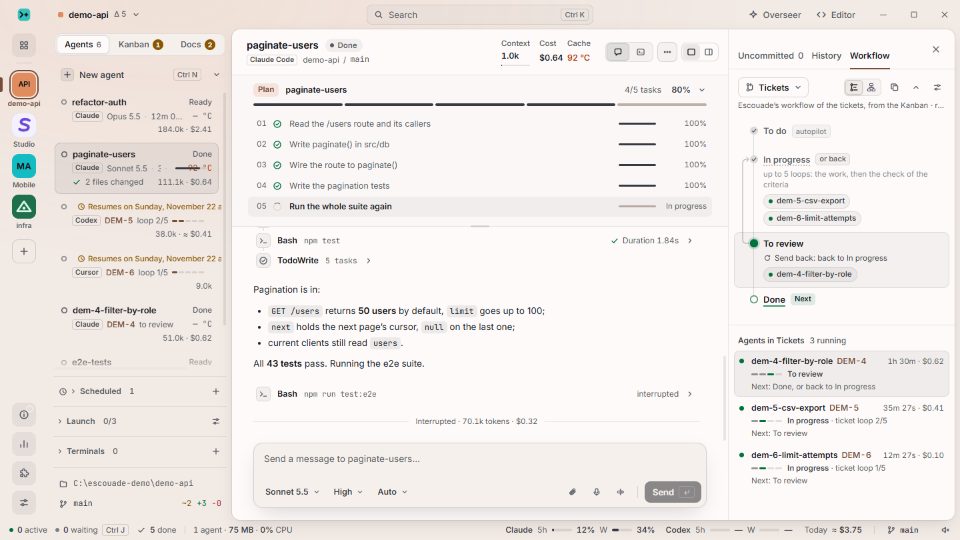 demo-api Δ 5
Search Ctrl K
Overseer Editor
Agents 6 Kanban 1 Docs 2
New agent Ctrl N
API
demo-api
Studio
MA
Mobile
infra
refactor-auth Ready
Claude Opus 5.5 · 12m 0... — °C
184.0k · $2.41
paginate-users Done
Claude Sonnet 5.5
2 files changed 111.1k · $0.64
Resumes on Sunday, November 22 a
Codex DEM-5 loop 2/5
38.0k · ≈ $0.41
Resumes on Sunday, November 22 a
Cursor DEM-6 loop 1/5
9.0k
dem-4-filter-by-role Done
Claude DEM-4 to review — °C
51.0k · $0.62
e2e-tests Ready
Scheduled 1
Launch 0/3
Terminals 0
C:\escouade-demo\demo-api
main ~2 +3 -0
paginate-users Done
Claude Code demo-api / main
Context Cost Cache
1.0k $0.64 92 °C
Plan paginate-users 4/5 tasks 80%
01 Read the /users route and its callers 100%
02 Write paginate() in src/db 100%
03 Wire the route to paginate() 100%
04 Write the pagination tests 100%
05 Run the whole suite again In progress
Bash npm test Duration 1.84s
TodoWrite 5 tasks
Pagination is in:
• GET /users returns 50 users by default, limit goes up to 100;
• next holds the next page's cursor, null on the last one;
• current clients still read users.
All 43 tests pass. Running the e2e suite.
Bash npm run test:e2e interrupted
Interrupted · 70.1k tokens · $0.32
Send a message to paginate-users...
Sonnet 5.5 High Auto Send
Uncommitted 0 History Workflow
Tickets
Escouade's workflow of the tickets, from the Kanban · r...
To do autopilot
In progress or back
up to 5 loops: the work, then the check of the
criteria
dem-5-csv-export
dem-6-limit-attempts
To review
Send back: back to In progress
dem-4-filter-by-role
Done Next
Agents in Tickets 3 running
dem-4-filter-by-role DEM-4 1h 30m · $0.62
To review
Next: Done, or back to In progress
dem-5-csv-export DEM-5 35m 27s · $0.41
In progress · ticket loop 2/5
Next: To review
dem-6-limit-attempts DEM-6 12m 27s · $0.10
In progress · ticket loop 1/5
Next: To review
0 active 0 waiting Ctrl J 5 done 1 agent · 75 MB · 0% CPU
Claude 5h 12% W 34% Codex 5h — W — Today ≈ $3.75 main